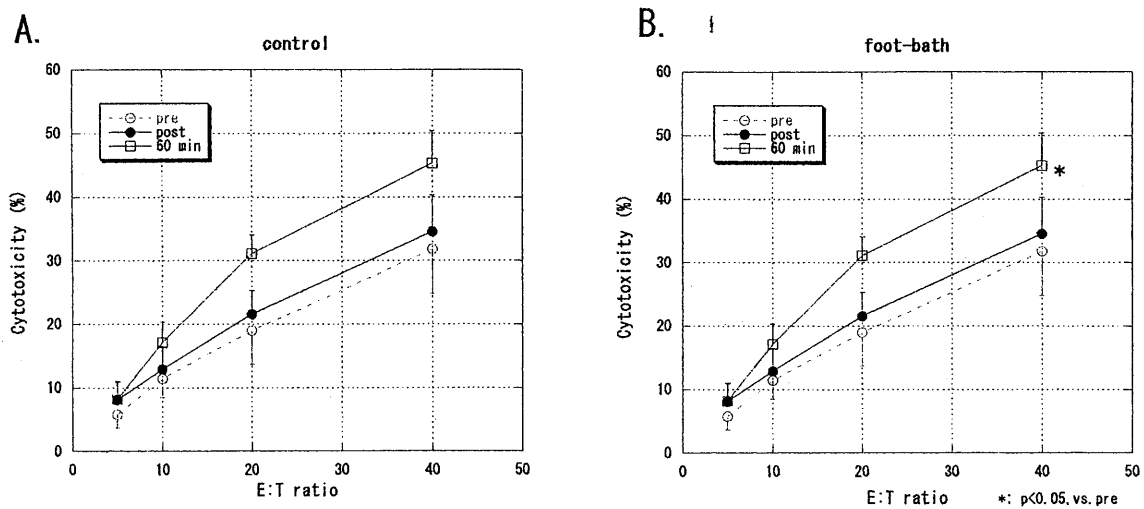 A.
control
60
50
40
30
20
10
0
Cytotoxicity (%)
pre
post
60 min
0 10 20 30 40 50
E:T ratio
B.
foot-bath
60
50
40
30
20
10
0
Cytotoxicity (%)
pre
post
60 min
*
0 10 20 30 40 50
E:T ratio
*: p<0.05, vs. pre